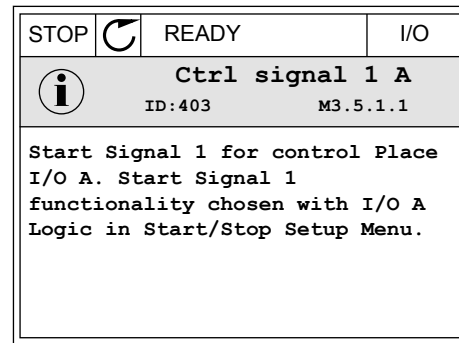 STOP READY I/O
Ctrl signal 1 A
ID:403 M3.5.1.1
Start Signal 1 for control Place
I/O A. Start Signal 1
functionality chosen with I/O A
Logic in Start/Stop Setup Menu.